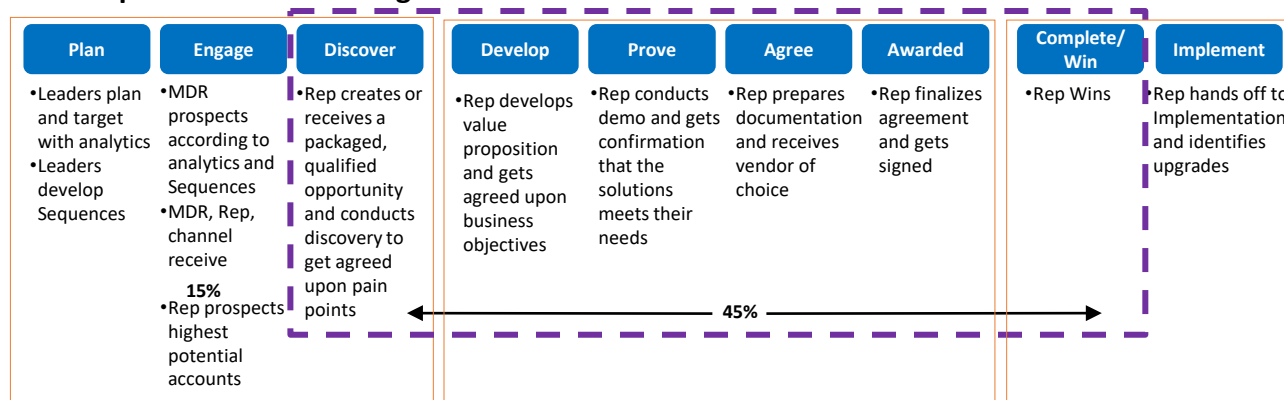 Plan
•Leaders plan
and target
with analytics
•Leaders
develop
Sequences
Engage
•MDR
prospects
according to
analytics and
Sequences
•MDR, Rep,
channel
receive
15%
•Rep prospects
highest
potential
accounts
Discover
•Rep creates or
receives a
packaged,
qualified
opportunity
and conducts
discovery to
get agreed
upon pain
points
Develop
•Rep develops
value
proposition
and gets
agreed upon
business
objectives
Prove
•Rep conducts
demo and gets
confirmation
that the
solutions
meets their
needs
Agree
•Rep prepares
documentation
and receives
vendor of
choice
Awarded
•Rep finalizes
agreement
and gets
signed
45%
Complete/
Win
•Rep Wins
Implement
•Rep hands off to
Implementation
and identifies
upgrades